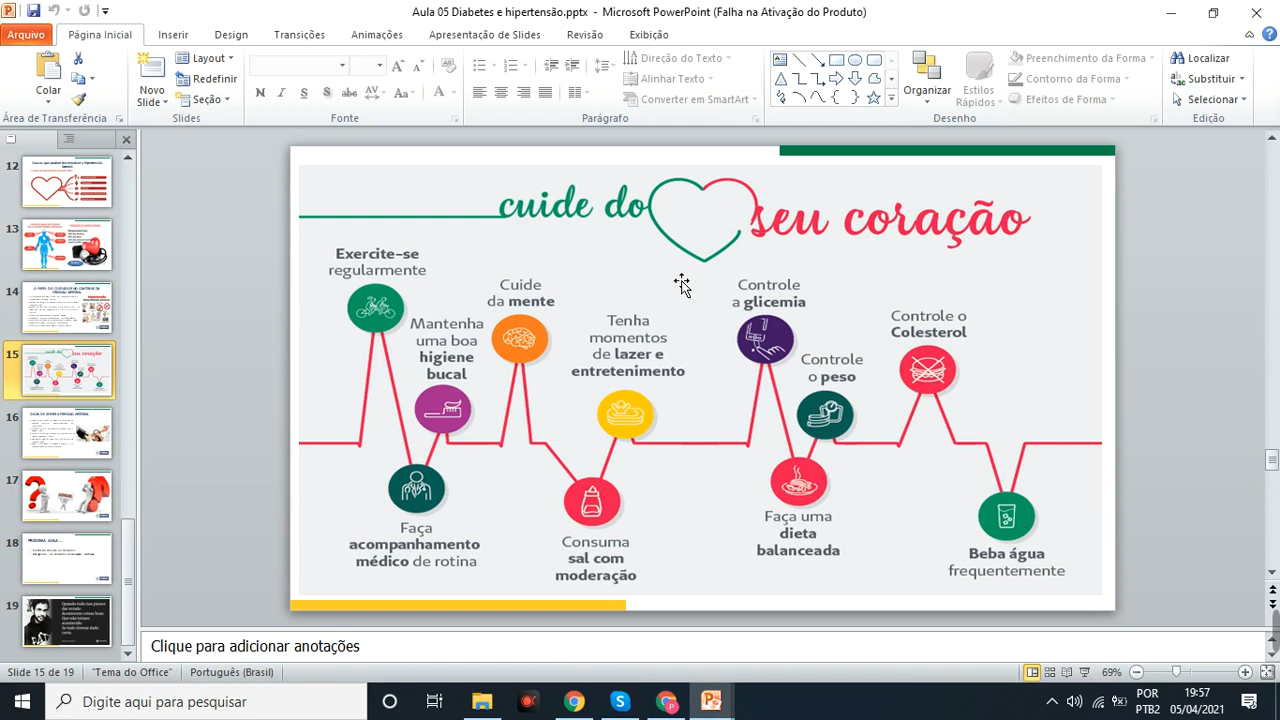 Aula 05 Diabetes e hipertensão.pptx - Microsoft PowerPoint (Falha na Ativação do Produto)
Arquivo
Página Inicial
Inserir
Design
Transições
Animações
Apresentação de Slides
Revisão
Exibição
Colar
Área de Transferência
Novo
Slide
Layout
Redefinir
Seção
Slides
N I S S abc AV Aa A
Fonte
Direção do Texto
Alinhar Texto
Converter em SmartArt
Parágrafo
Organizar
Estilos
Rápidos
Preenchimento da Forma
Contorno da Forma
Efeitos de Forma
Desenho
Localizar
Substituir
Selecionar
Edição
12
13
14
15
16
17
18
19
cuide do seu coração
Exercite-se
regularmente
Mantenha
uma boa
higiene
bucal
Faça
acompanhamento
médico de rotina
Cuide
da mente
Tenha
momentos
de lazer e
entretenimento
Consuma
sal com
moderação
Controle
a glicemia
Controle
o peso
Faça uma
dieta
balanceada
Controle o
Colesterol
Beba água
frequentemente
Clique para adicionar anotações
Slide 15 de 19
"Tema do Office"
Português (Brasil)
69%
Digite aqui para pesquisar
POR
PTB2
19:57
05/04/2021